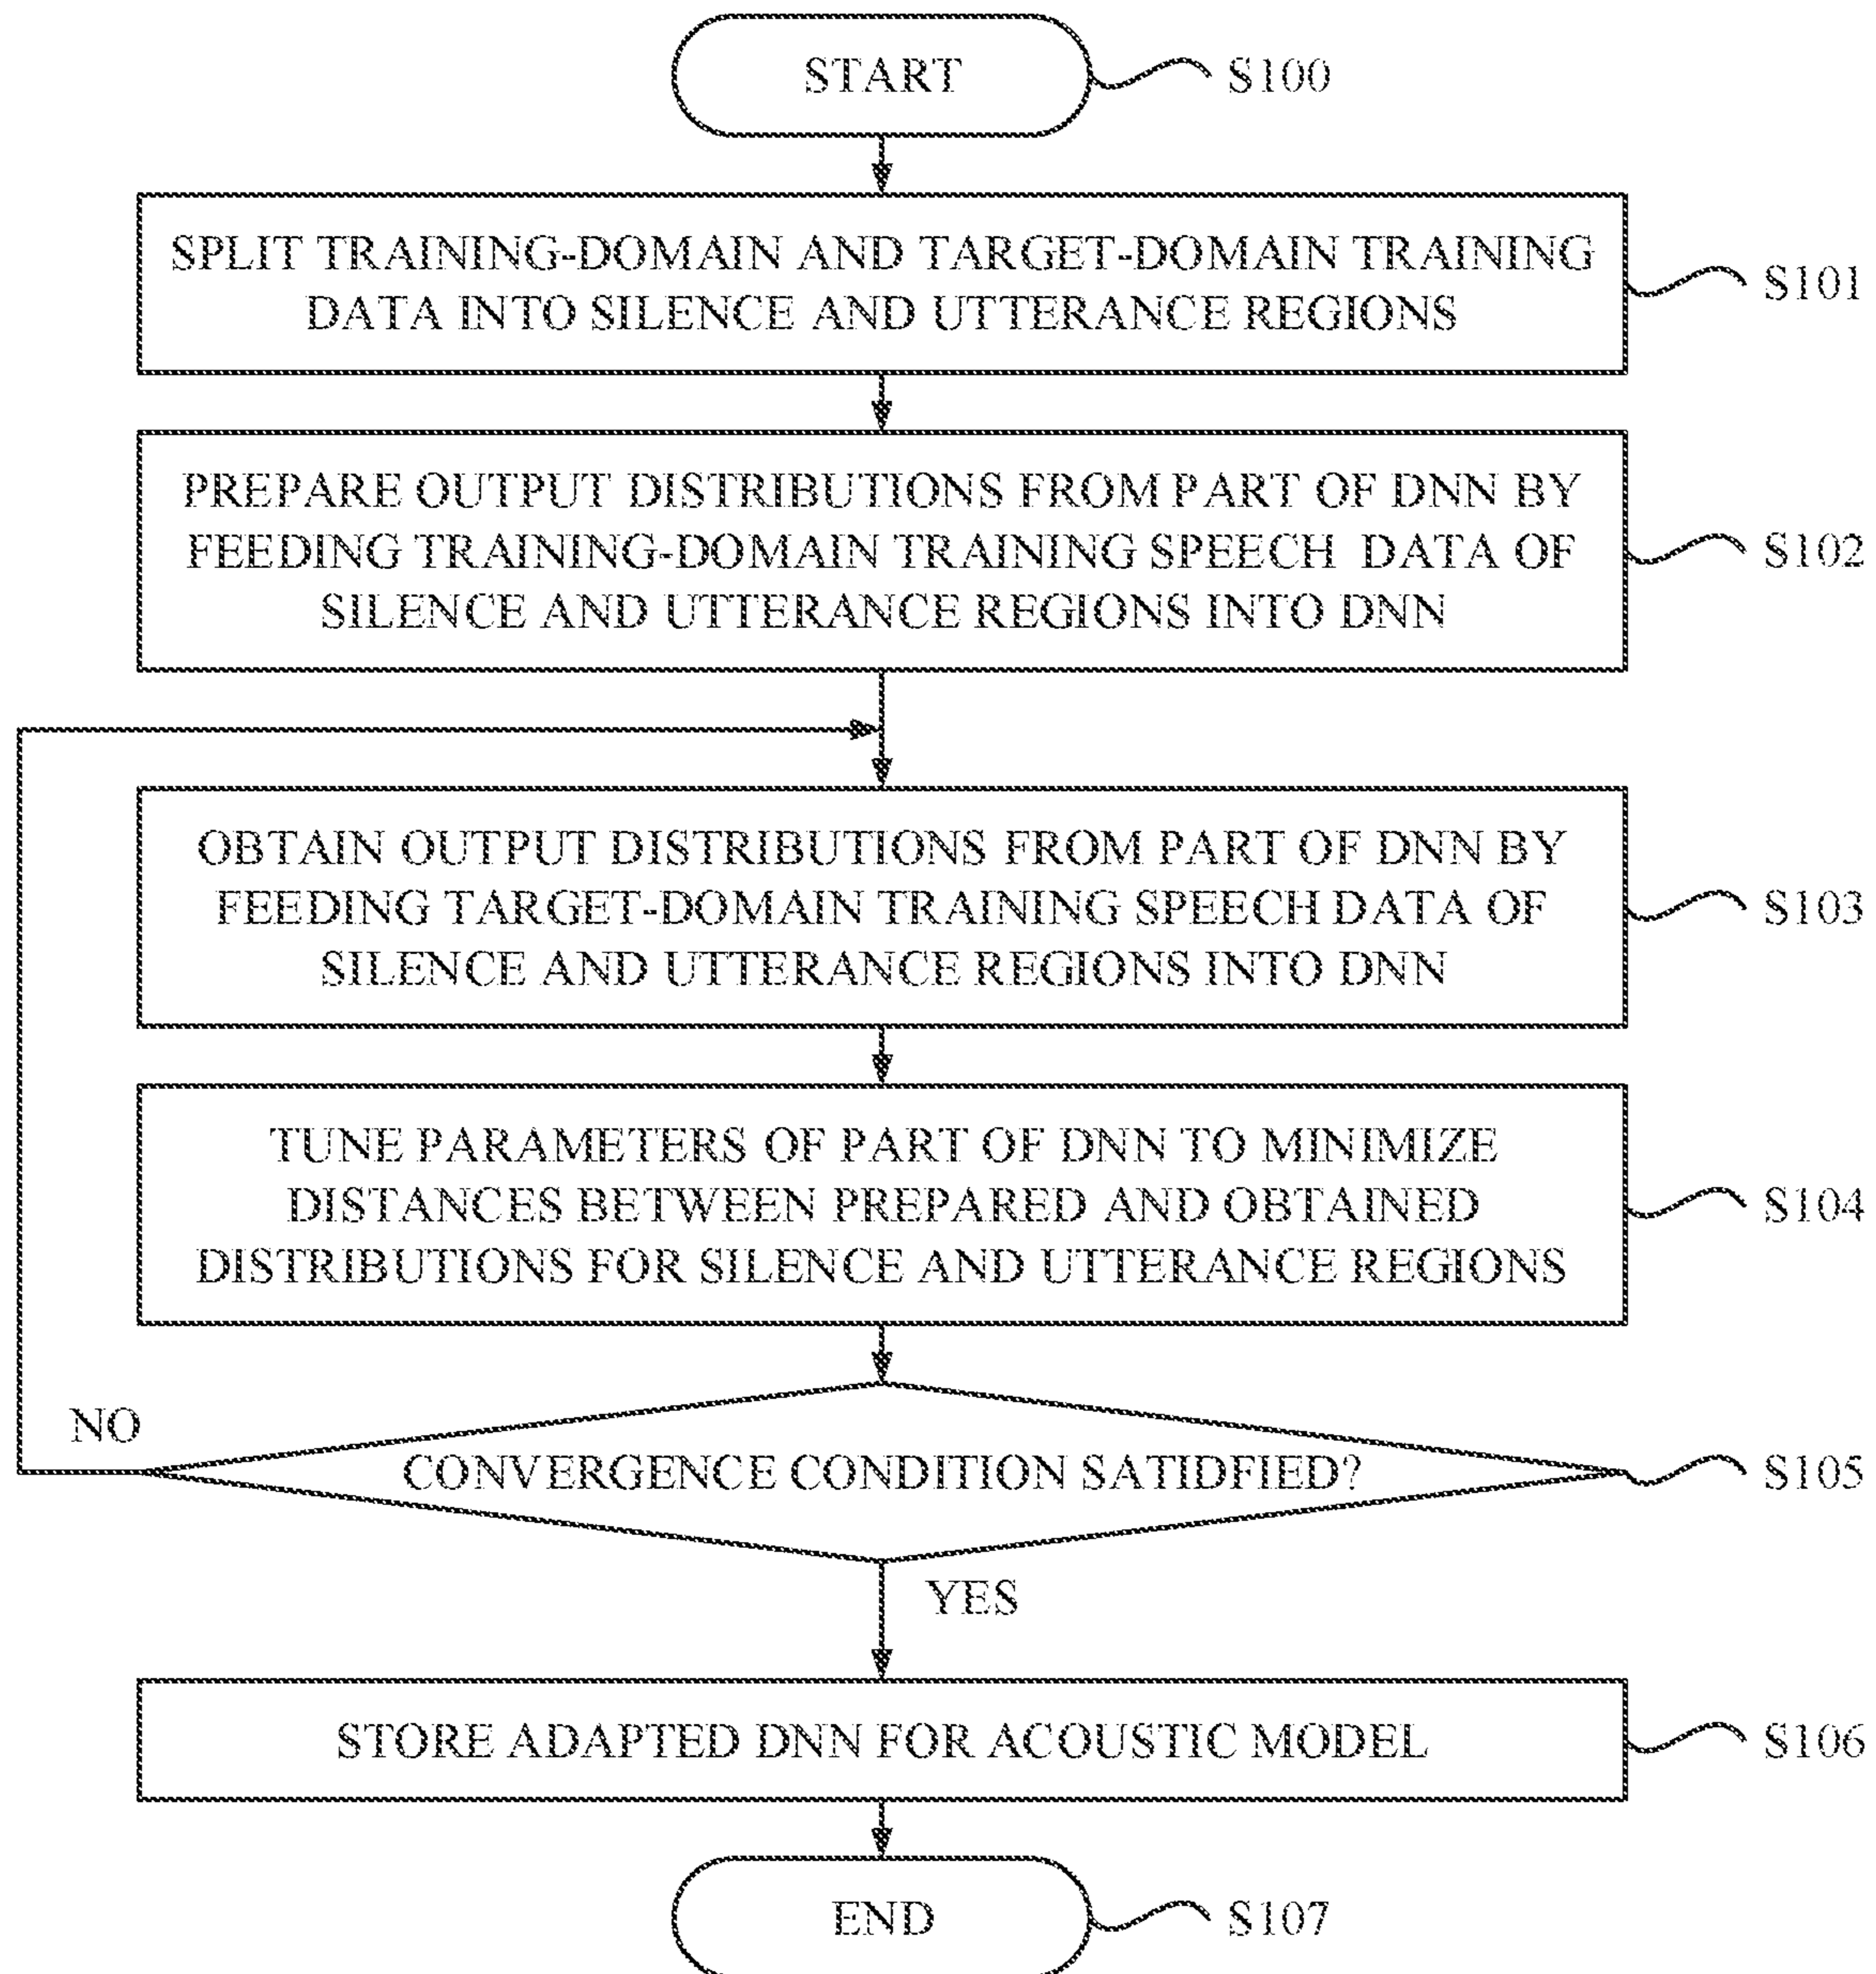 START
S100
SPLIT TRAINING-DOMAIN AND TARGET-DOMAIN TRAINING
DATA INTO SILENCE AND UTTERANCE REGIONS
S101
PREPARE OUTPUT DISTRIBUTIONS FROM PART OF DNN BY
FEEDING TRAINING-DOMAIN TRAINING SPEECH DATA OF
SILENCE AND UTTERANCE REGIONS INTO DNN
S102
OBTAIN OUTPUT DISTRIBUTIONS FROM PART OF DNN BY
FEEDING TARGET-DOMAIN TRAINING SPEECH DATA OF
SILENCE AND UTTERANCE REGIONS INTO DNN
S103
TUNE PARAMETERS OF PART OF DNN TO MINIMIZE
DISTANCES BETWEEN PREPARED AND OBTAINED
DISTRIBUTIONS FOR SILENCE AND UTTERANCE REGIONS
S104
NO
CONVERGENCE CONDITION SATIDFIED?
S105
YES
STORE ADAPTED DNN FOR ACOUSTIC MODEL
S106
END
S107